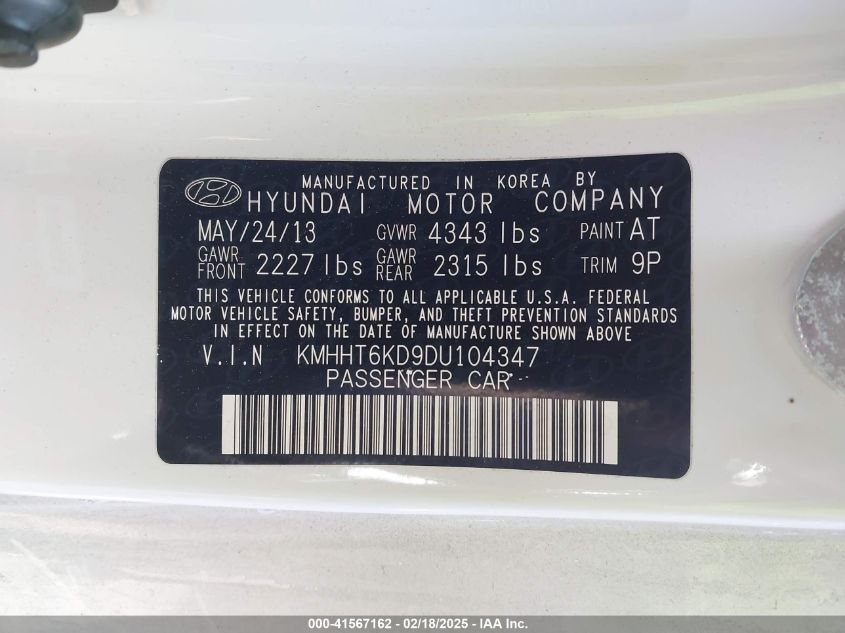 MANUFACTURED IN KOREA BY
HYUNDAI MOTOR COMPANY
MAY/24/13 GVWR 4343 lbs PAINT AT
GAWR FRONT 2227 lbs GAWR REAR 2315 lbs TRIM 9P
THIS VEHICLE CONFORMS TO ALL APPLICABLE U.S.A. FEDERAL
MOTOR VEHICLE SAFETY, BUMPER, AND THEFT PREVENTION STANDARDS
IN EFFECT ON THE DATE OF MANUFACTURE SHOWN ABOVE
V.I.N KMHHT6KD9DU104347
PASSENGER CAR
000-41567162 - 02/18/2025 - IAA Inc.